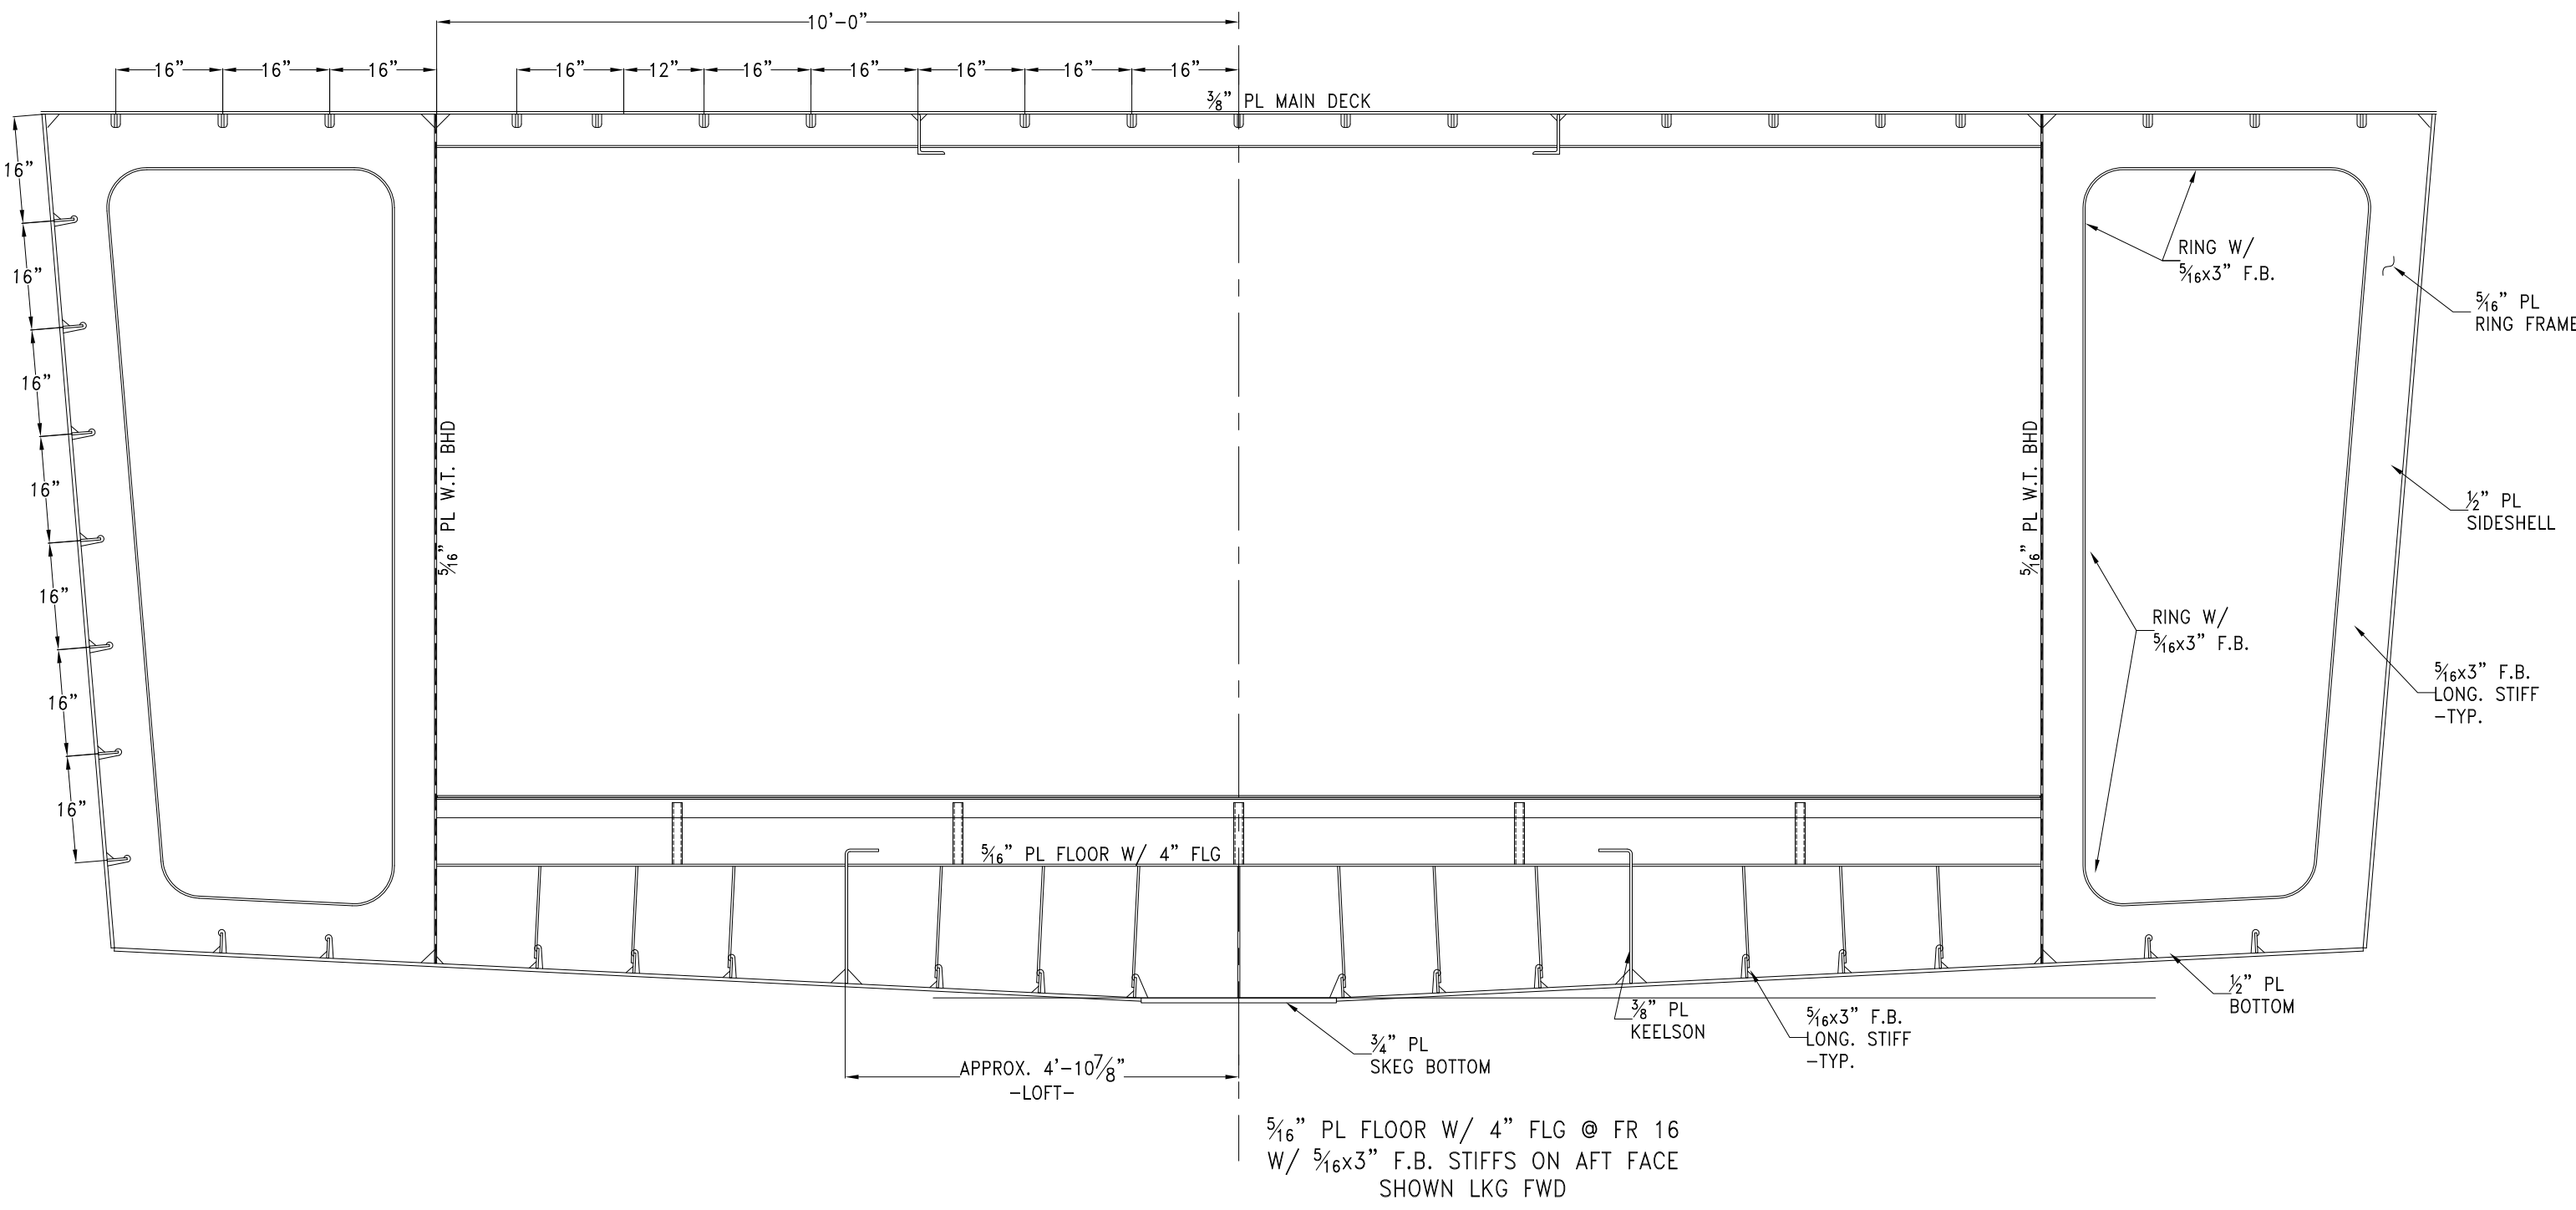 10'-0"
16" 16" 16" 16" 12" 16" 16" 16" 16" 16"
3/8" PL MAIN DECK
16"
16"
16"
16"
16"
16"
16"
5/16" PL W.T. BHD
5/16" PL W.T. BHD
RING W/
5/16x3" F.B.
5/16" PL
RING FRAME
1/2" PL
SIDESHELL
RING W/
5/16x3" F.B.
5/16x3" F.B.
LONG. STIFF
-TYP.
5/16" PL FLOOR W/ 4" FLG
1/2" PL
BOTTOM
3/8" PL
KEELSON
5/16x3" F.B.
LONG. STIFF
-TYP.
3/4" PL
SKEG BOTTOM
APPROX. 4'-10 7/8"
-LOFT-
5/16" PL FLOOR W/ 4" FLG @ FR 16
W/ 5/16x3" F.B. STIFFS ON AFT FACE
SHOWN LKG FWD